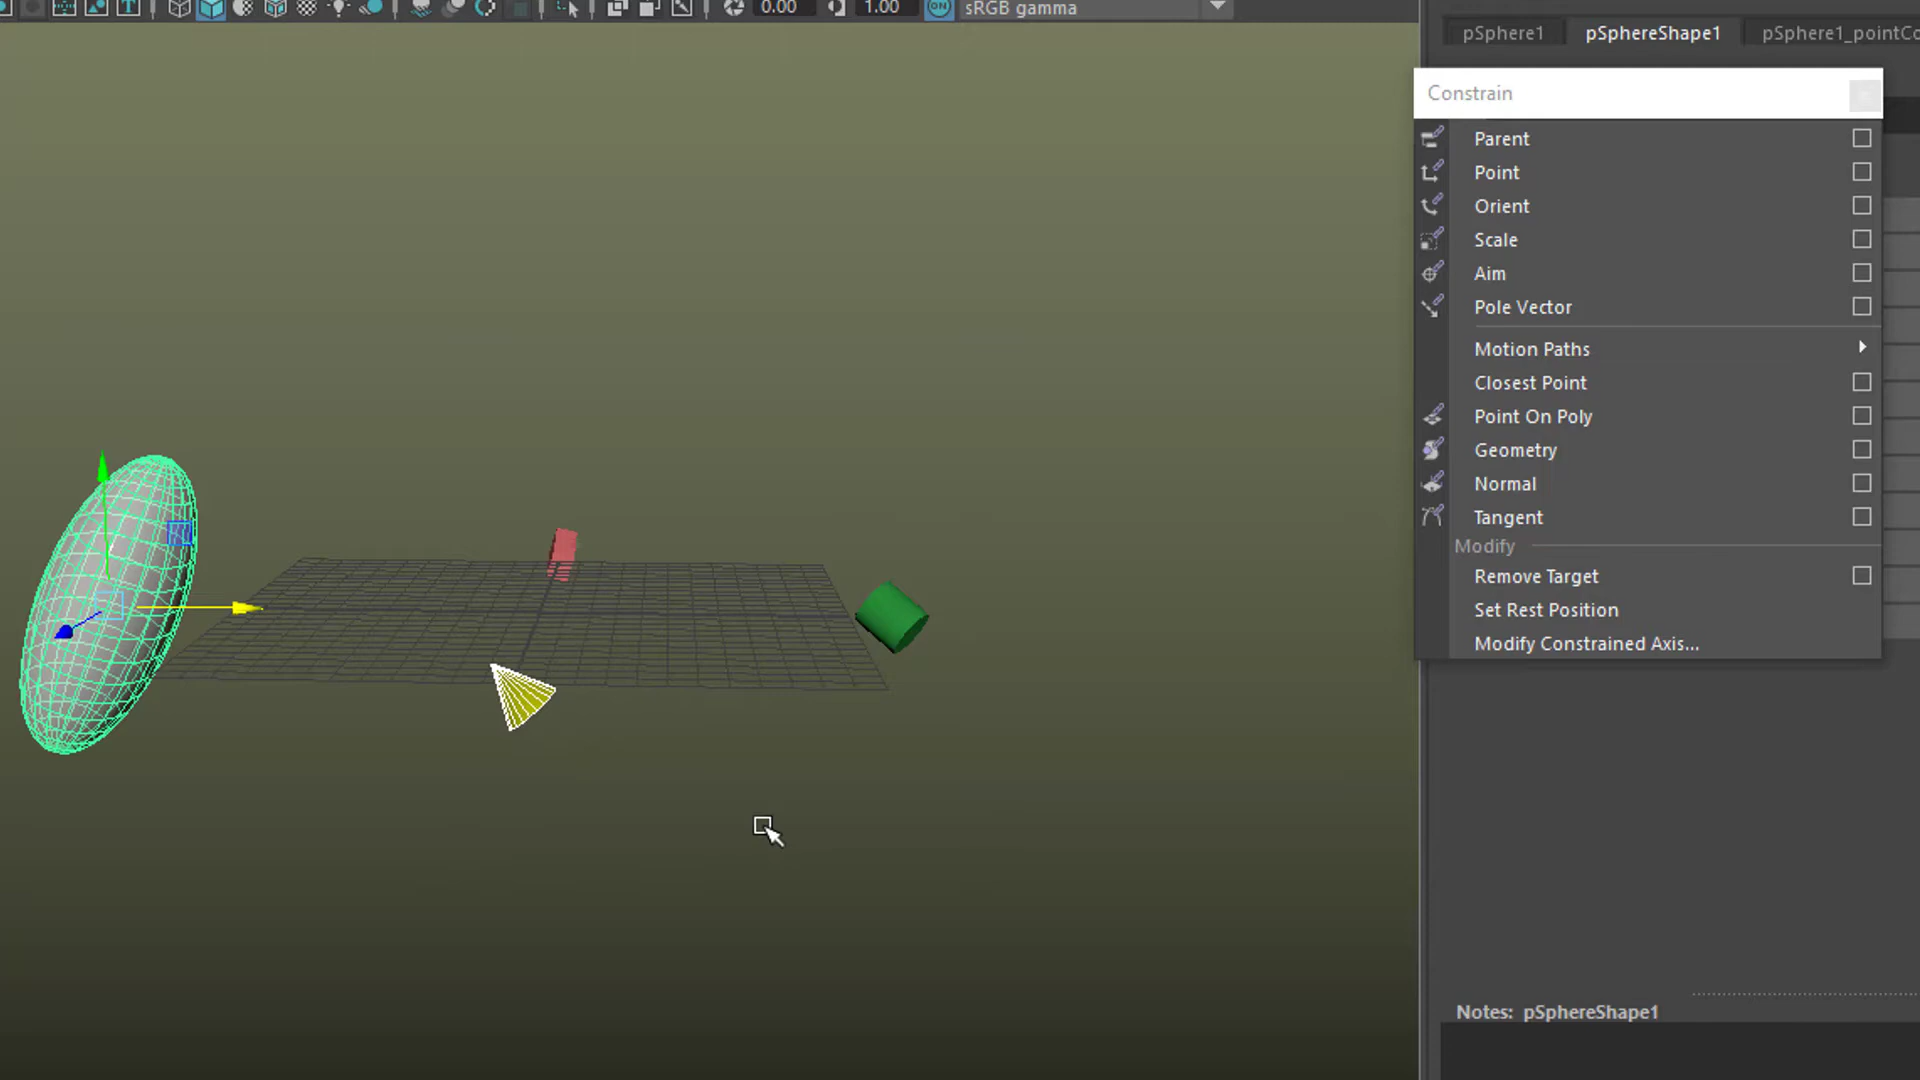 0.00
1.00
ON
sRGB gamma
pSphere1
pSphereShape1
pSphere1_pointCo
Constrain
Parent
Point
Orient
Scale
Aim
Pole Vector
Motion Paths
Closest Point
Point On Poly
Geometry
Normal
Tangent
Modify
Remove Target
Set Rest Position
Modify Constrained Axis...
Notes: pSphereShape1